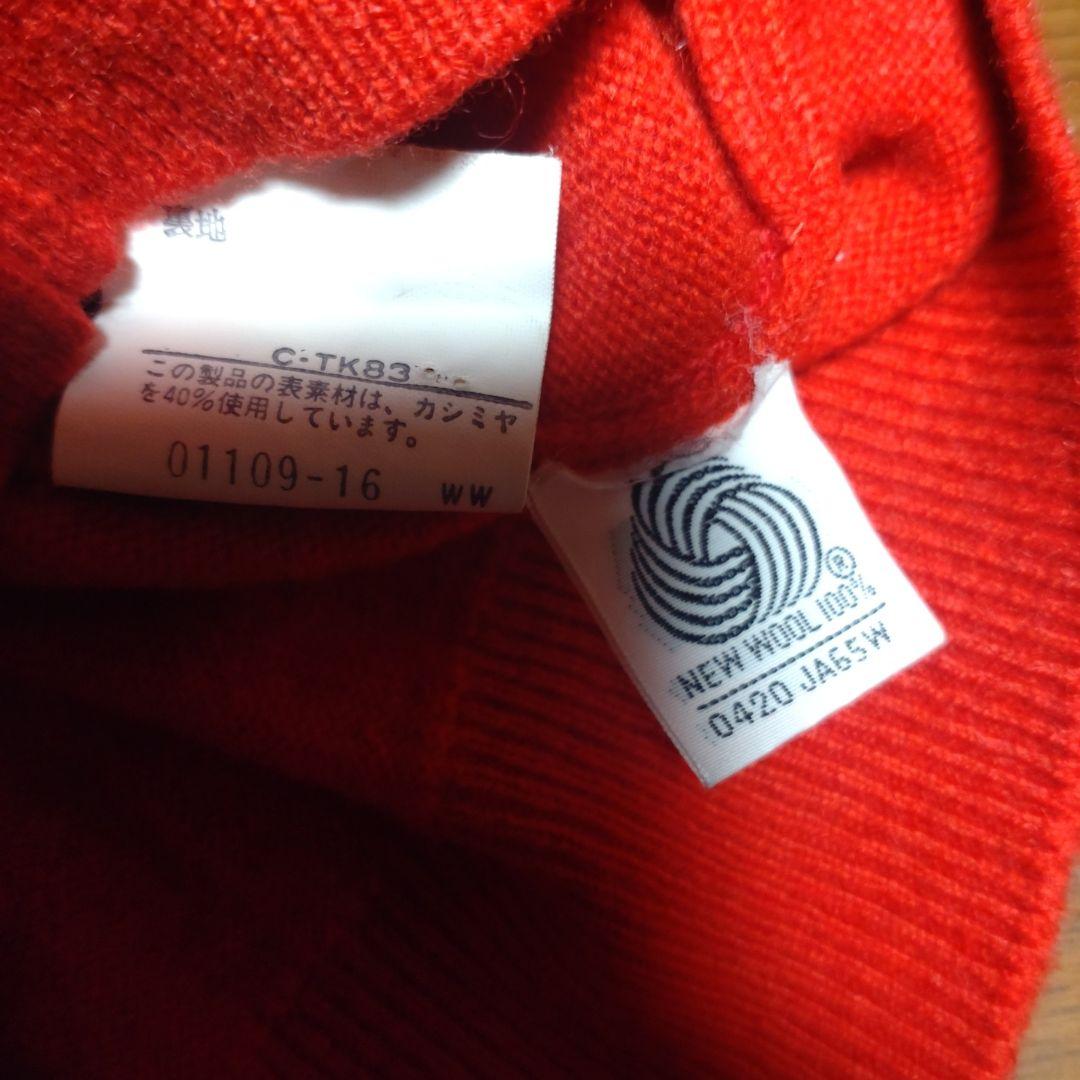 裏地
C-TK83
この製品の表素材は、カシミヤ
を40%使用しています。
01109-16 WW
®
NEW WOOL 100%
0420 JA65W